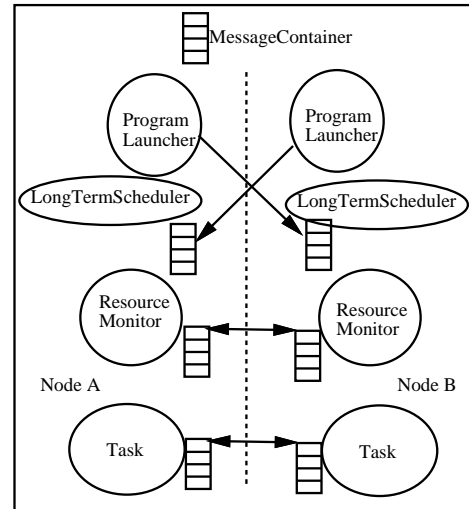 MessageContainer
Program
Launcher
Program
Launcher
LongTermScheduler
LongTermScheduler
Resource
Monitor
Resource
Monitor
Node A
Node B
Task
Task